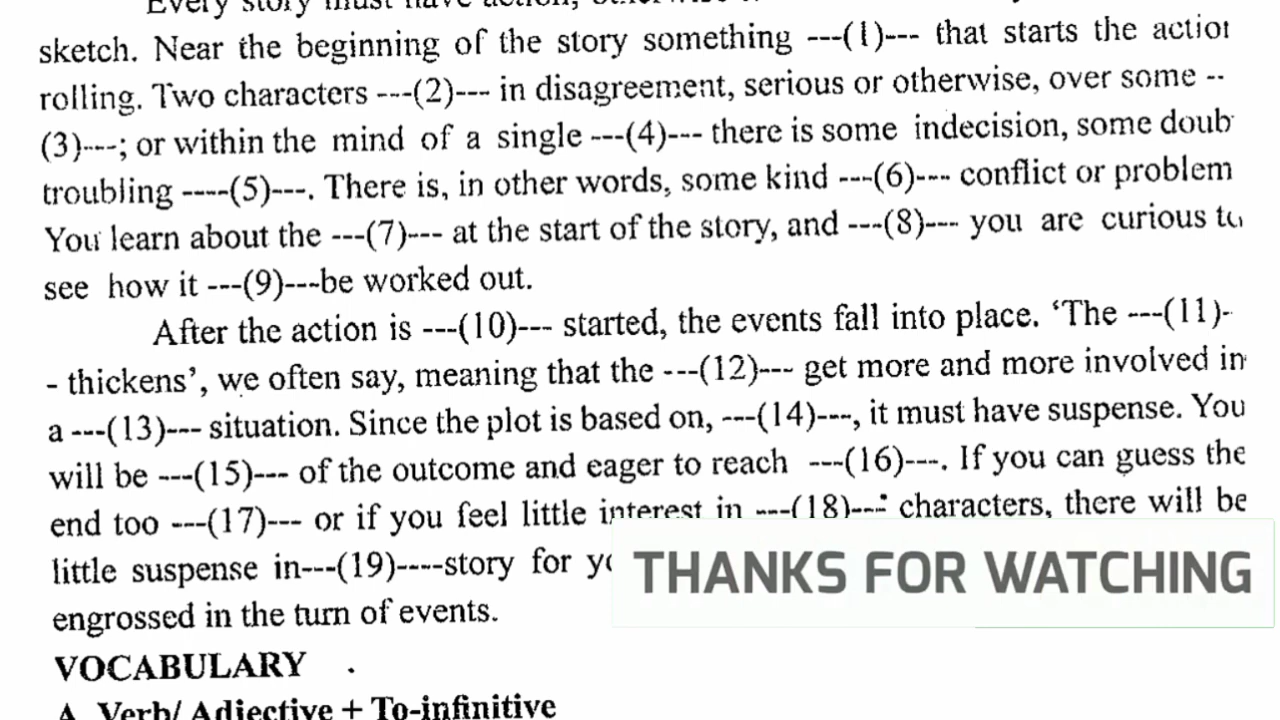 Every story must have action,
sketch. Near the beginning of the story something ---(1)--- that starts the action
rolling. Two characters ---(2)--- in disagreement, serious or otherwise, over some --
(3)---; or within the mind of a single ---(4)--- there is some indecision, some doub
troubling ----(5)---. There is, in other words, some kind ---(6)--- conflict or problem
You learn about the ---(7)--- at the start of the story, and ---(8)--- you are curious to
see how it ---(9)---be worked out.
After the action is ---(10)--- started, the events fall into place. ‘The ---(11)-
- thickens’, we often say, meaning that the ---(12)--- get more and more involved in
a ---(13)--- situation. Since the plot is based on, ---(14)---, it must have suspense. You
will be ---(15)--- of the outcome and eager to reach ---(16)---. If you can guess the
end too ---(17)--- or if you feel little interest in ---(18)--- characters, there will be
little suspense in---(19)----story for
THANKS FOR WATCHING
engrossed in the turn of events.
VOCABULARY
A. Verb/ Adjective + To-infinitive